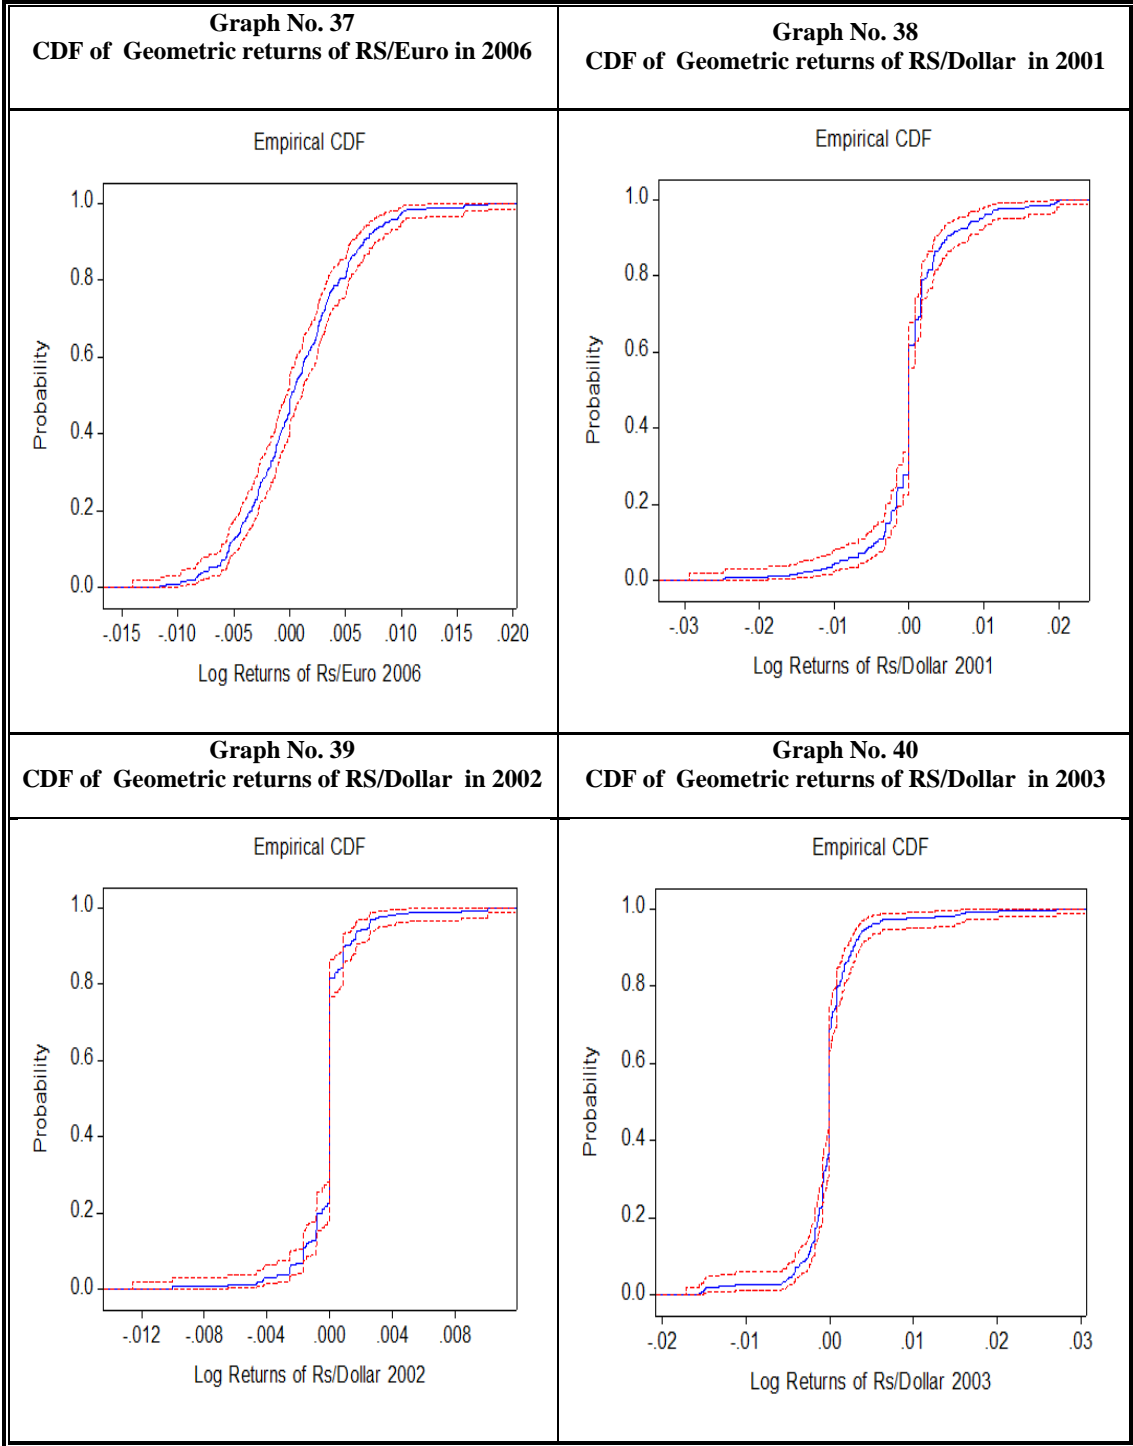 Graph No. 37
CDF of Geometric returns of RS/Euro in 2006
Graph No. 38
CDF of Geometric returns of RS/Dollar in 2001
Empirical CDF
1.0
0.8
0.6
0.4
0.2
0.0
Probability
-.015 -.010 -.005 .000 .005 .010 .015 .020
Log Returns of Rs/Euro 2006
Empirical CDF
1.0
0.8
0.6
0.4
0.2
0.0
Probability
-.03 -.02 -.01 .00 .01 .02
Log Returns of Rs/Dollar 2001
Graph No. 39
CDF of Geometric returns of RS/Dollar in 2002
Graph No. 40
CDF of Geometric returns of RS/Dollar in 2003
Empirical CDF
1.0
0.8
0.6
0.4
0.2
0.0
Probability
-.012 -.008 -.004 .000 .004 .008
Log Returns of Rs/Dollar 2002
Empirical CDF
1.0
0.8
0.6
0.4
0.2
0.0
Probability
-.02 -.01 .00 .01 .02 .03
Log Returns of Rs/Dollar 2003